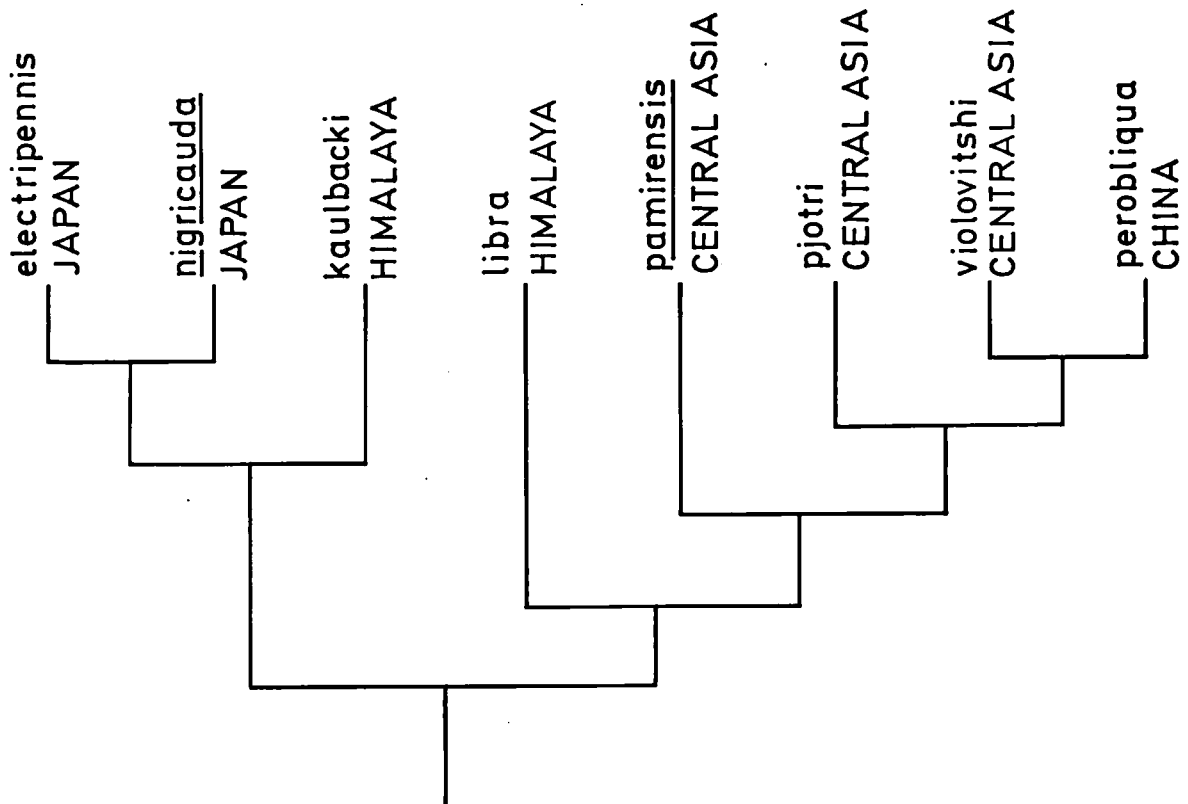 electripennis
JAPAN
nigricauda
JAPAN
kaulbacki
HIMALAYA
libra
HIMALAYA
pamirensis
CENTRAL ASIA
pjotri
CENTRAL ASIA
violovitshi
CENTRAL ASIA
perobliqua
CHINA